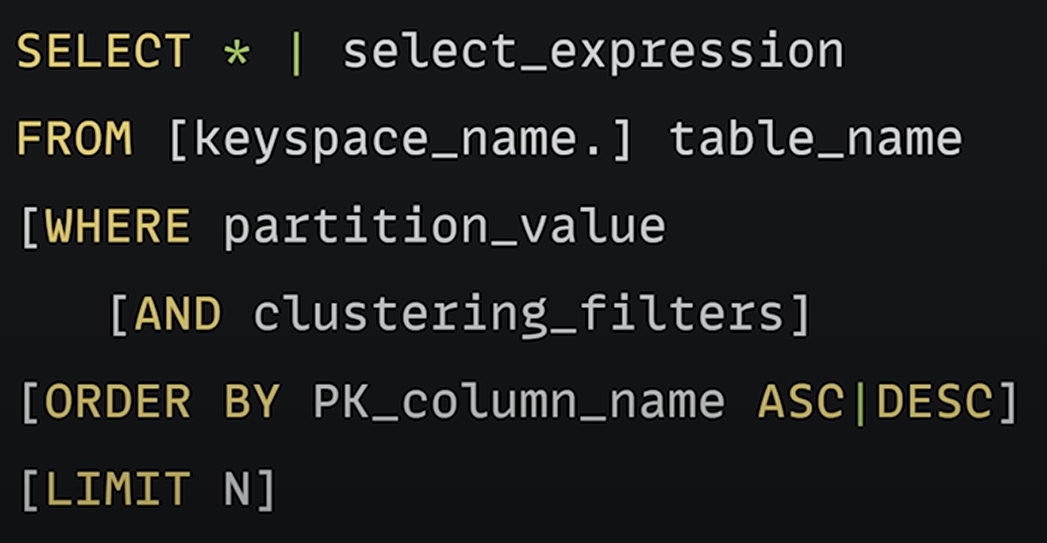 SELECT * | select_expression
FROM [keyspace_name.] table_name
[WHERE partition_value
[AND clustering_filters]
[ORDER BY PK_column_name ASC|DESC]
[LIMIT N]